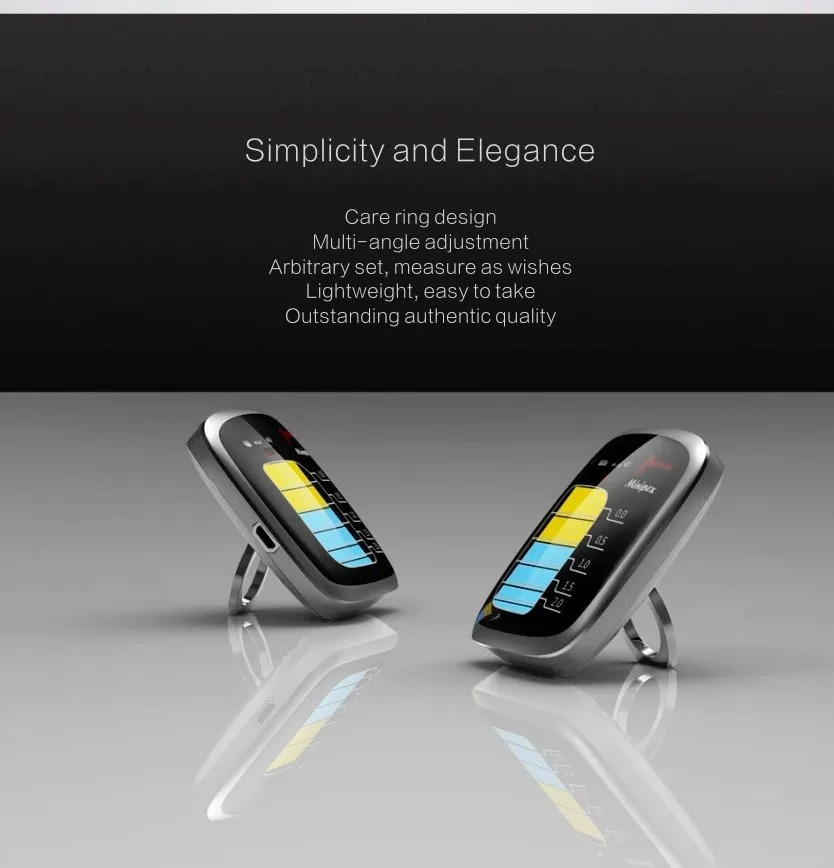 Simplicity and Elegance
Care ring design
Multi-angle adjustment
Arbitrary set, measure as wishes
Lightweight, easy to take
Outstanding authentic quality
Minipex
0.0
0.5
1.0
1.5
2.0